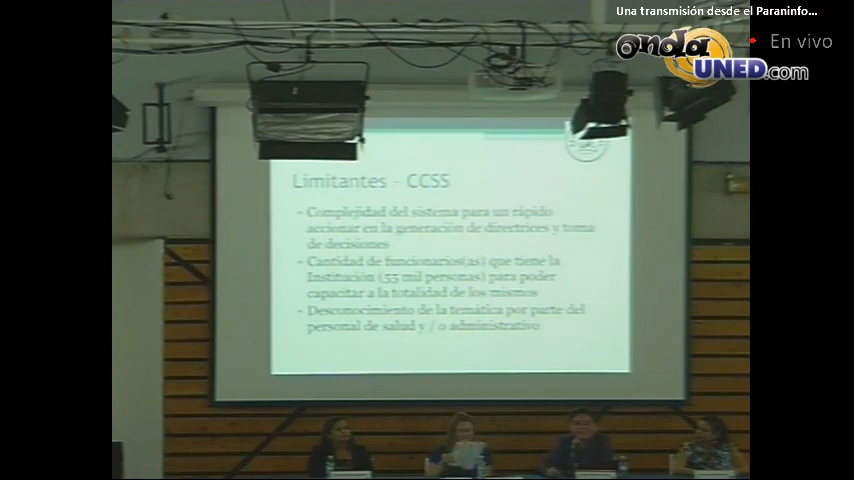 Una transmisión desde el Paraninfo...
onda
UNED.com
En vivo
Limitantes - CCSS
- Complejidad del sistema para un rápido
accionar en la generación de directrices y toma
de decisiones
- Cantidad de funcionarios(as) que tiene la
Institución (55 mil personas) para poder
capacitar a la totalidad de los mismos
- Desconocimiento de la temática por parte del
personal de salud y / o administrativo